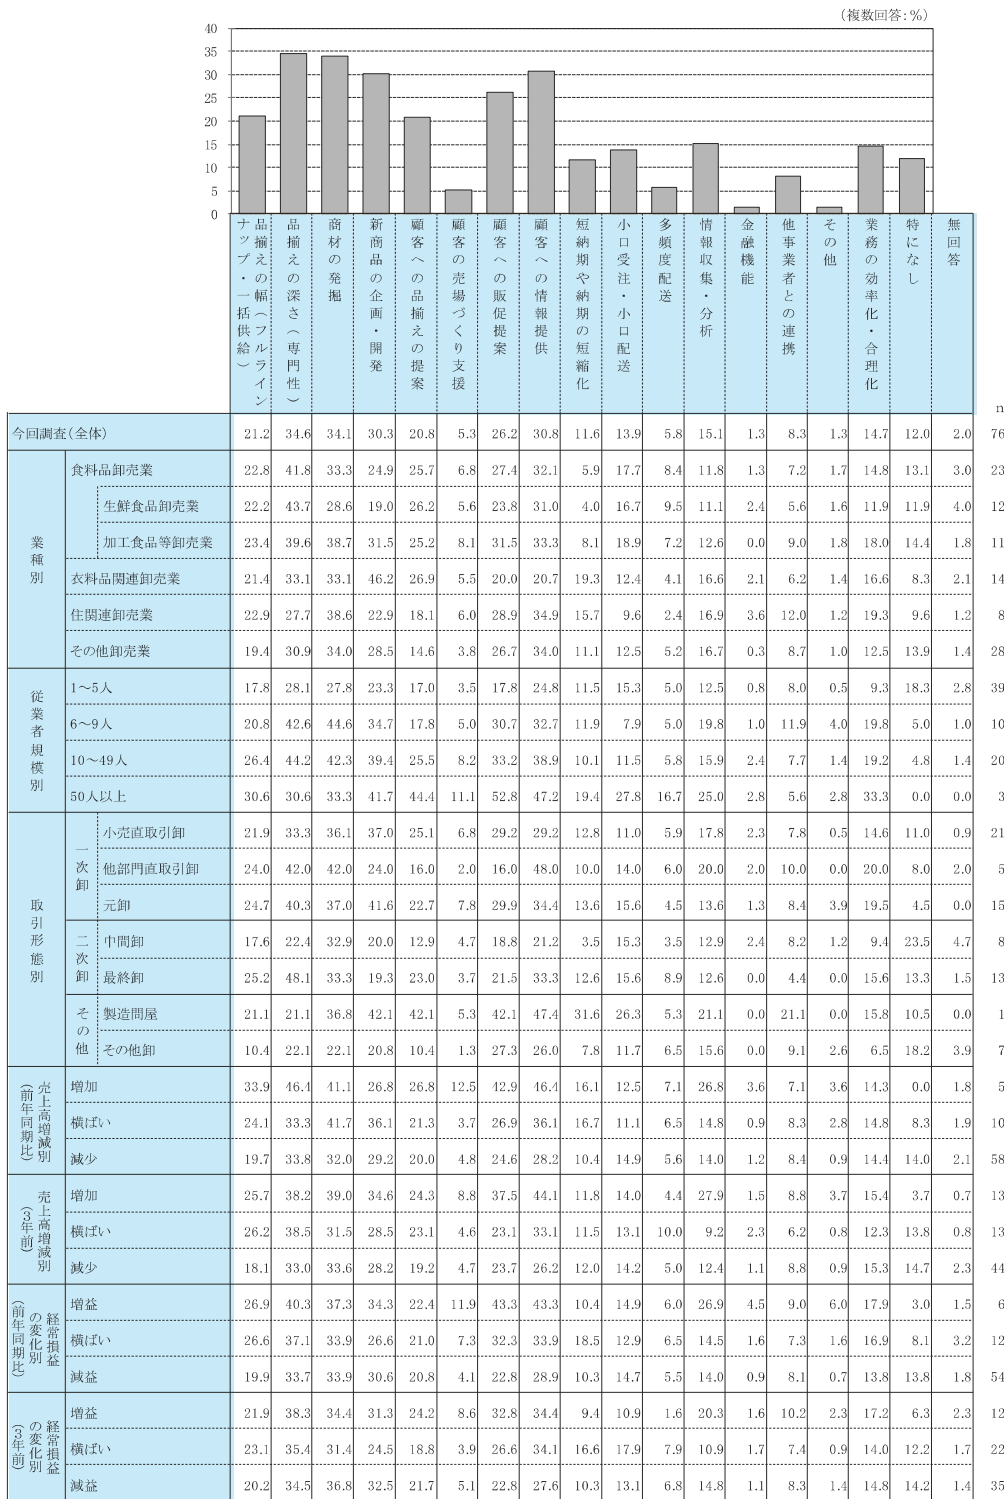 (複数回答:%)
40
35
30
25
20
15
10
5
0
品揃えの幅(フルライン
ナップ・一括供給)
品揃えの深さ(専門性)
商材の発掘
新商品の企画・開発
顧客への品揃えの提案
顧客の売場づくり支援
顧客への販促提案
顧客への情報提供
短納期や納期の短縮化
小口受注・小口配送
多頻度配送
情報収集・分析
金融機能
他事業者との連携
その他
業務の効率化・合理化
特になし
無回答
n
今回調査(全体) 21.2 34.6 34.1 30.3 20.8 5.3 26.2 30.8 11.6 13.9 5.8 15.1 1.3 8.3 1.3 14.7 12.0 2.0 76
業種別
食料品卸売業 22.8 41.8 33.3 24.9 25.7 6.8 27.4 32.1 5.9 17.7 8.4 11.8 1.3 7.2 1.7 14.8 13.1 3.0 23
生鮮食品卸売業 22.2 43.7 28.6 19.0 26.2 5.6 23.8 31.0 4.0 16.7 9.5 11.1 2.4 5.6 1.6 11.9 11.9 4.0 12
加工食品等卸売業 23.4 39.6 38.7 31.5 25.2 8.1 31.5 33.3 8.1 18.9 7.2 12.6 0.0 9.0 1.8 18.0 14.4 1.8 11
衣料品関連卸売業 21.4 33.1 33.1 46.2 26.9 5.5 20.0 20.7 19.3 12.4 4.1 16.6 2.1 6.2 1.4 16.6 8.3 2.1 14
住関連卸売業 22.9 27.7 38.6 22.9 18.1 6.0 28.9 34.9 15.7 9.6 2.4 16.9 3.6 12.0 1.2 19.3 9.6 1.2 8
その他卸売業 19.4 30.9 34.0 28.5 14.6 3.8 26.7 34.0 11.1 12.5 5.2 16.7 0.3 8.7 1.0 12.5 13.9 1.4 28
従業者規模別
1〜5人 17.8 28.1 27.8 23.3 17.0 3.5 17.8 24.8 11.5 15.3 5.0 12.5 0.8 8.0 0.5 9.3 18.3 2.8 39
6〜9人 20.8 42.6 44.6 34.7 17.8 5.0 30.7 32.7 11.9 7.9 5.0 19.8 1.0 11.9 4.0 19.8 5.0 1.0 10
10〜49人 26.4 44.2 42.3 39.4 25.5 8.2 33.2 38.9 10.1 11.5 5.8 15.9 2.4 7.7 1.4 19.2 4.8 1.4 20
50人以上 30.6 30.6 33.3 41.7 44.4 11.1 52.8 47.2 19.4 27.8 16.7 25.0 2.8 5.6 2.8 33.3 0.0 0.0 3
取引形態別
一次卸
小売直取引卸 21.9 33.3 36.1 37.0 25.1 6.8 29.2 29.2 12.8 11.0 5.9 17.8 2.3 7.8 0.5 14.6 11.0 0.9 21
他部門直取引卸 24.0 42.0 42.0 24.0 16.0 2.0 16.0 48.0 10.0 14.0 6.0 20.0 2.0 10.0 0.0 20.0 8.0 2.0 5
元卸 24.7 40.3 37.0 41.6 22.7 7.8 29.9 34.4 13.6 15.6 4.5 13.6 1.3 8.4 3.9 19.5 4.5 0.0 15
二次卸
中間卸 17.6 22.4 32.9 20.0 12.9 4.7 18.8 21.2 3.5 15.3 3.5 12.9 2.4 8.2 1.2 9.4 23.5 4.7 8
最終卸 25.2 48.1 33.3 19.3 23.0 3.7 21.5 33.3 12.6 15.6 8.9 12.6 0.0 4.4 0.0 15.6 13.3 1.5 13
その他
製造問屋 21.1 21.1 36.8 42.1 42.1 5.3 42.1 47.4 31.6 26.3 5.3 21.1 0.0 21.1 0.0 15.8 10.5 0.0 1
その他卸 10.4 22.1 22.1 20.8 10.4 1.3 27.3 26.0 7.8 11.7 6.5 15.6 0.0 9.1 2.6 6.5 18.2 3.9 7
売上高増減別
(前年同期比)
増加 33.9 46.4 41.1 26.8 26.8 12.5 42.9 46.4 16.1 12.5 7.1 26.8 3.6 7.1 3.6 14.3 0.0 1.8 5
横ばい 24.1 33.3 41.7 36.1 21.3 3.7 26.9 36.1 16.7 11.1 6.5 14.8 0.9 8.3 2.8 14.8 8.3 1.9 10
減少 19.7 33.8 32.0 29.2 20.0 4.8 24.6 28.2 10.4 14.9 5.6 14.0 1.2 8.4 0.9 14.4 14.0 2.1 58
売上高増減別
(3年前)
増加 25.7 38.2 39.0 34.6 24.3 8.8 37.5 44.1 11.8 14.0 4.4 27.9 1.5 8.8 3.7 15.4 3.7 0.7 13
横ばい 26.2 38.5 31.5 28.5 23.1 4.6 23.1 33.1 11.5 13.1 10.0 9.2 2.3 6.2 0.8 12.3 13.8 0.8 13
減少 18.1 33.0 33.6 28.2 19.2 4.7 23.7 26.2 12.0 14.2 5.0 12.4 1.1 8.8 0.9 15.3 14.7 2.3 44
経常損益
の変化別
(前年同期比)
増益 26.9 40.3 37.3 34.3 22.4 11.9 43.3 43.3 10.4 14.9 6.0 26.9 4.5 9.0 6.0 17.9 3.0 1.5 6
横ばい 26.6 37.1 33.9 26.6 21.0 7.3 32.3 33.9 18.5 12.9 6.5 14.5 1.6 7.3 1.6 16.9 8.1 3.2 12
減益 19.9 33.7 33.9 30.6 20.8 4.1 22.8 28.9 10.3 14.7 5.5 14.0 0.9 8.1 0.7 13.8 13.8 1.8 54
経常損益
の変化別
(3年前)
増益 21.9 38.3 34.4 31.3 24.2 8.6 32.8 34.4 9.4 10.9 1.6 20.3 1.6 10.2 2.3 17.2 6.3 2.3 12
横ばい 23.1 35.4 31.4 24.5 18.8 3.9 26.6 34.1 16.6 17.9 7.9 10.9 1.7 7.4 0.9 14.0 12.2 1.7 22
減益 20.2 34.5 36.8 32.5 21.7 5.1 22.8 27.6 10.3 13.1 6.8 14.8 1.1 8.3 1.4 14.8 14.2 1.4 35